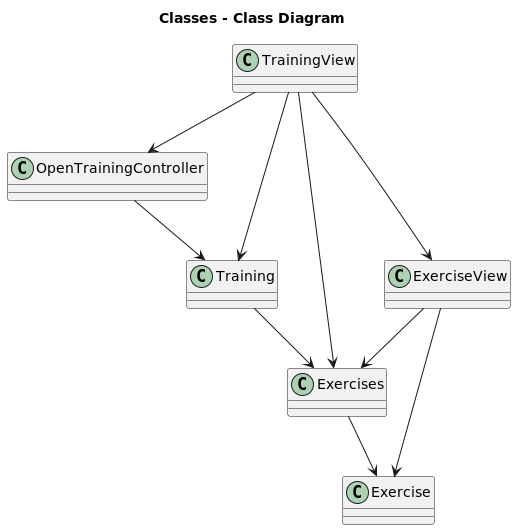 Classes - Class Diagram
C TrainingView
C OpenTrainingController
C Training
C ExerciseView
C Exercises
C Exercise